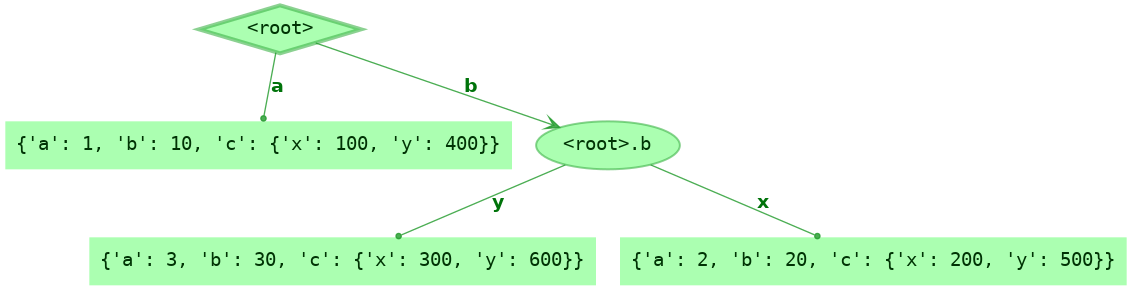 <root>
a
b
{'a': 1, 'b': 10, 'c': {'x': 100, 'y': 400}}
<root>.b
y
x
{'a': 3, 'b': 30, 'c': {'x': 300, 'y': 600}}
{'a': 2, 'b': 20, 'c': {'x': 200, 'y': 500}}